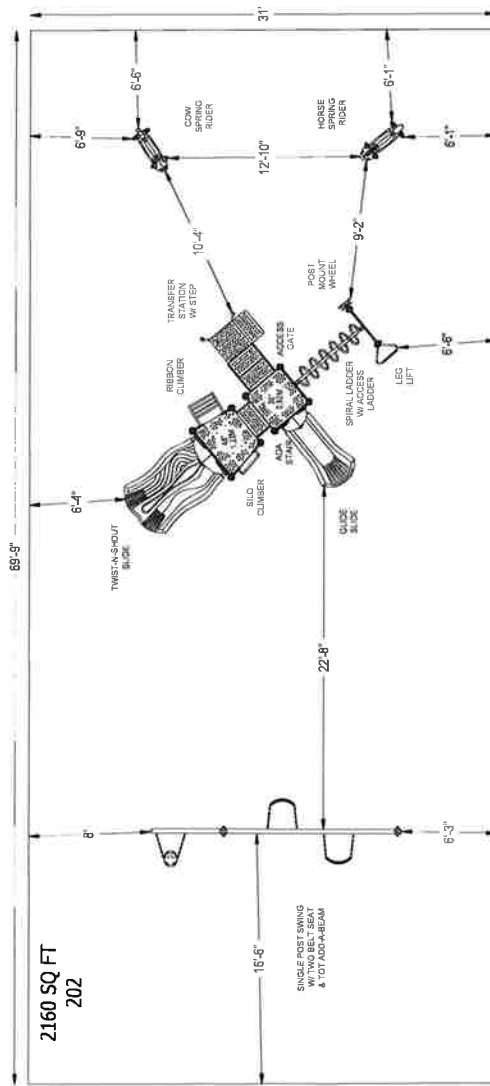 69'-9"
31'
2160 SQ FT
202
6'-4"
6'-9"
6'-6"
8'
TWIST-N-SHOUT
SLIDE
RIBBON
CLIMBER
TRANSFER
STATION
W/ STEP
COW
SPRING
RIDER
10'-4"
12'-10"
SILO
CLIMBER
ADA
STAIR
ACCESS
GATE
GLIDE
SLIDE
22'-8"
16'-6"
SPIRAL LADDER
W/ ACCESS
LADDER
POST
MOUNT
WHEEL
9'-2"
HORSE
SPRING
RIDER
6'-1"
6'-1"
LEG
LIFT
6'-6"
6'-3"
SINGLE POST SWING
W/ TWO BELT SEAT
& TOT ADD-A-BEAM